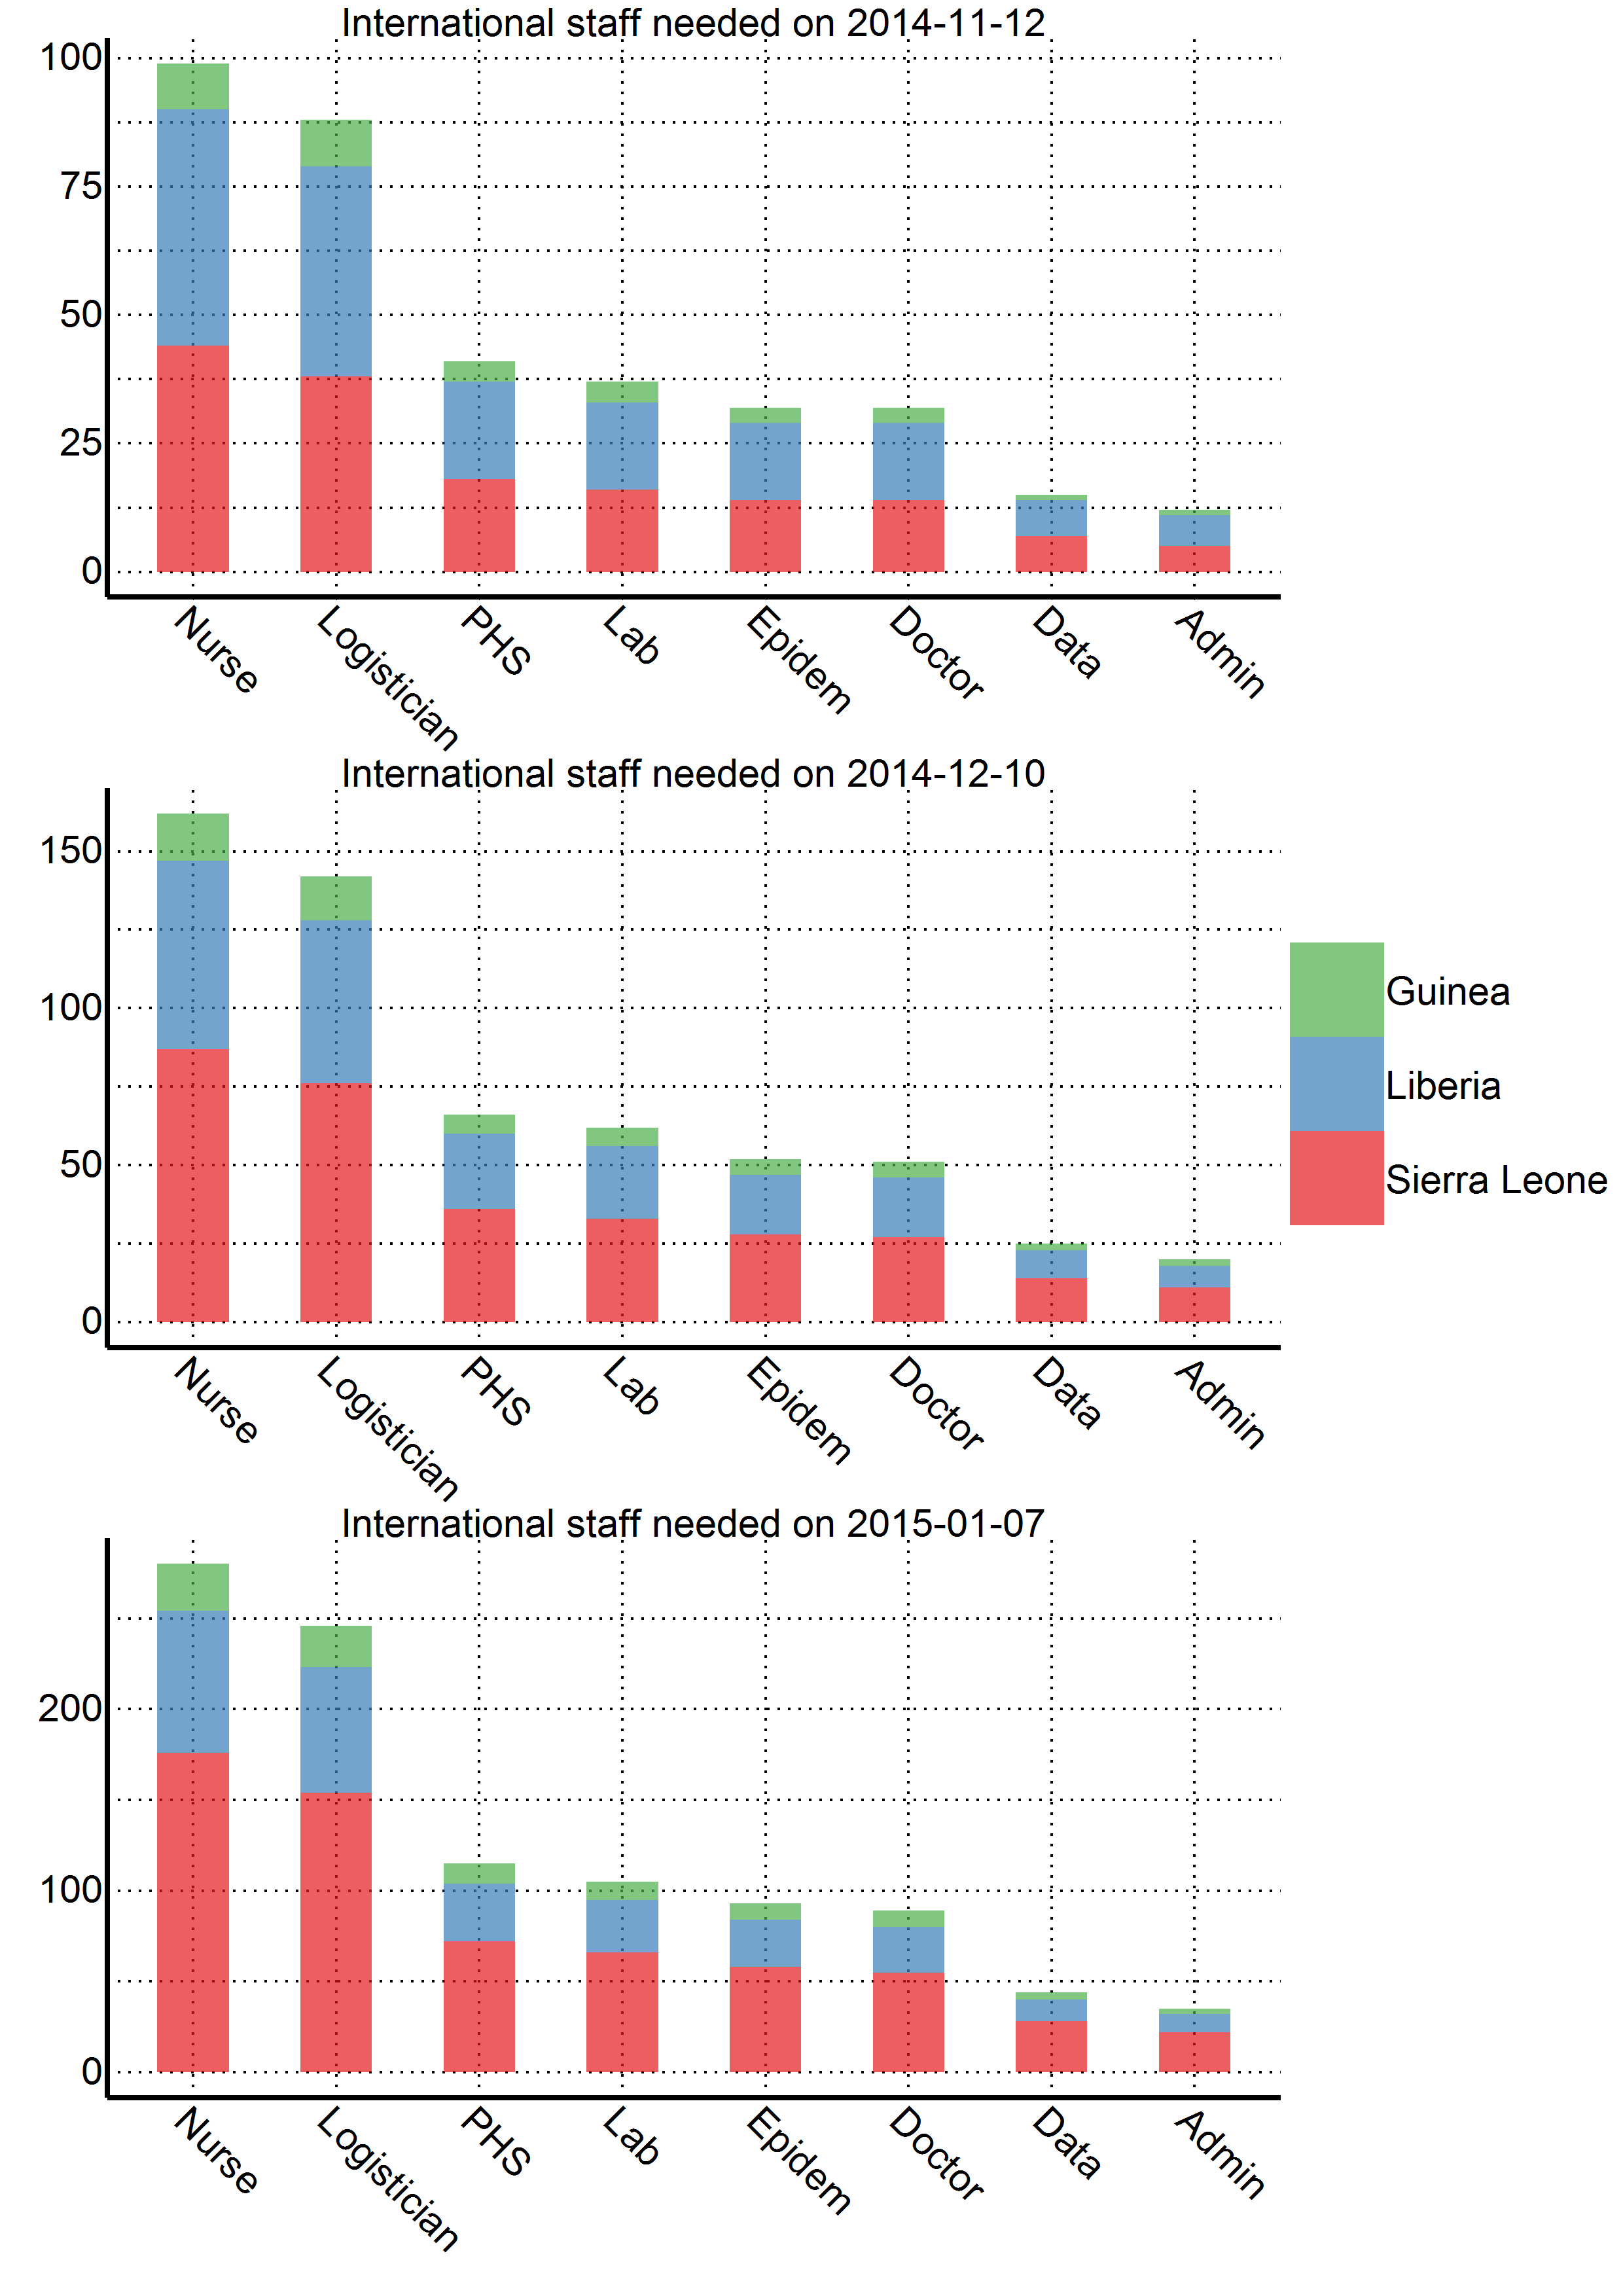 International staff needed on 2014-11-12
100
75
50
25
0
Nurse
Logistician
PHS
Lab
Epidem
Doctor
Data
Admin
International staff needed on 2014-12-10
150
100
50
0
Nurse
Logistician
PHS
Lab
Epidem
Doctor
Data
Admin
Guinea
Liberia
Sierra Leone
International staff needed on 2015-01-07
200
100
0
Nurse
Logistician
PHS
Lab
Epidem
Doctor
Data
Admin